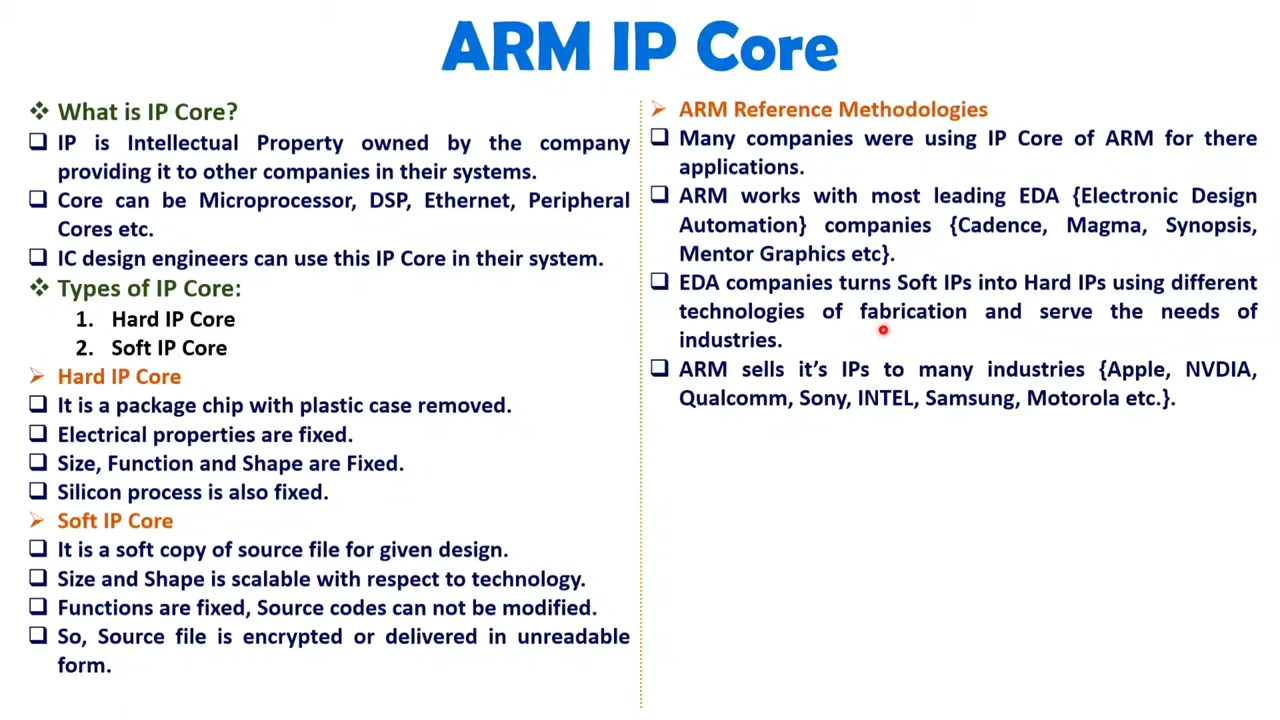 ARM IP Core
What is IP Core?
IP is Intellectual Property owned by the company
providing it to other companies in their systems.
Core can be Microprocessor, DSP, Ethernet, Peripheral
Cores etc.
IC design engineers can use this IP Core in their system.
Types of IP Core:
1. Hard IP Core
2. Soft IP Core
Hard IP Core
It is a package chip with plastic case removed.
Electrical properties are fixed.
Size, Function and Shape are Fixed.
Silicon process is also fixed.
Soft IP Core
It is a soft copy of source file for given design.
Size and Shape is scalable with respect to technology.
Functions are fixed, Source codes can not be modified.
So, Source file is encrypted or delivered in unreadable
form.
ARM Reference Methodologies
Many companies were using IP Core of ARM for there
applications.
ARM works with most leading EDA {Electronic Design
Automation} companies {Cadence, Magma, Synopsis,
Mentor Graphics etc}.
EDA companies turns Soft IPs into Hard IPs using different
technologies of fabrication and serve the needs of
industries.
ARM sells it’s IPs to many industries {Apple, NVDIA,
Qualcomm, Sony, INTEL, Samsung, Motorola etc.}.